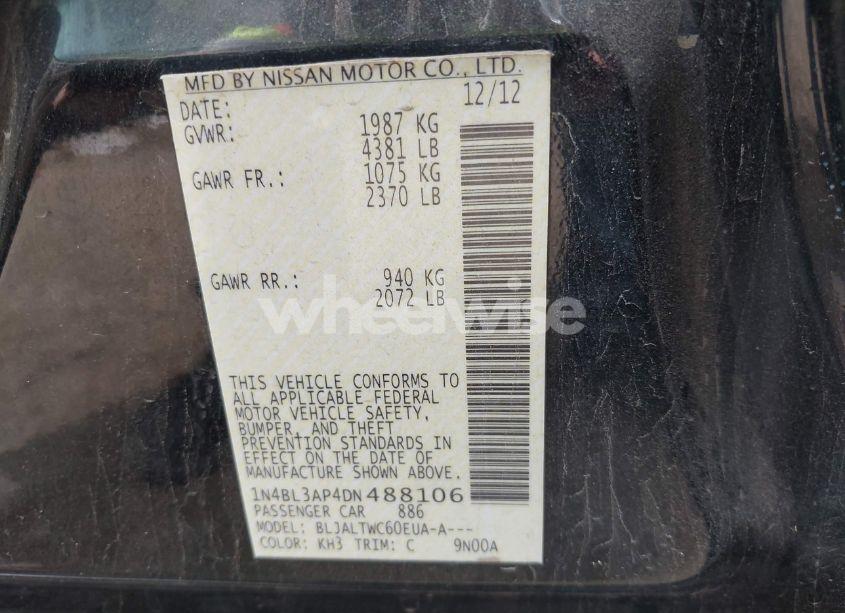 MFD BY NISSAN MOTOR CO., LTD.
DATE: 12/12
GVWR: 1987 KG
4381 LB
GAWR FR.: 1075 KG
2370 LB
GAWR RR.: 940 KG
2072 LB
wheelwise
THIS VEHICLE CONFORMS TO
ALL APPLICABLE FEDERAL
MOTOR VEHICLE SAFETY,
BUMPER, AND THEFT
PREVENTION STANDARDS IN
EFFECT ON THE DATE OF
MANUFACTURE SHOWN ABOVE.
1N4BL3AP4DN488106
PASSENGER CAR 886
MODEL: BLJALTWC60EUA-A---
COLOR: KH3 TRIM: C 9N00A